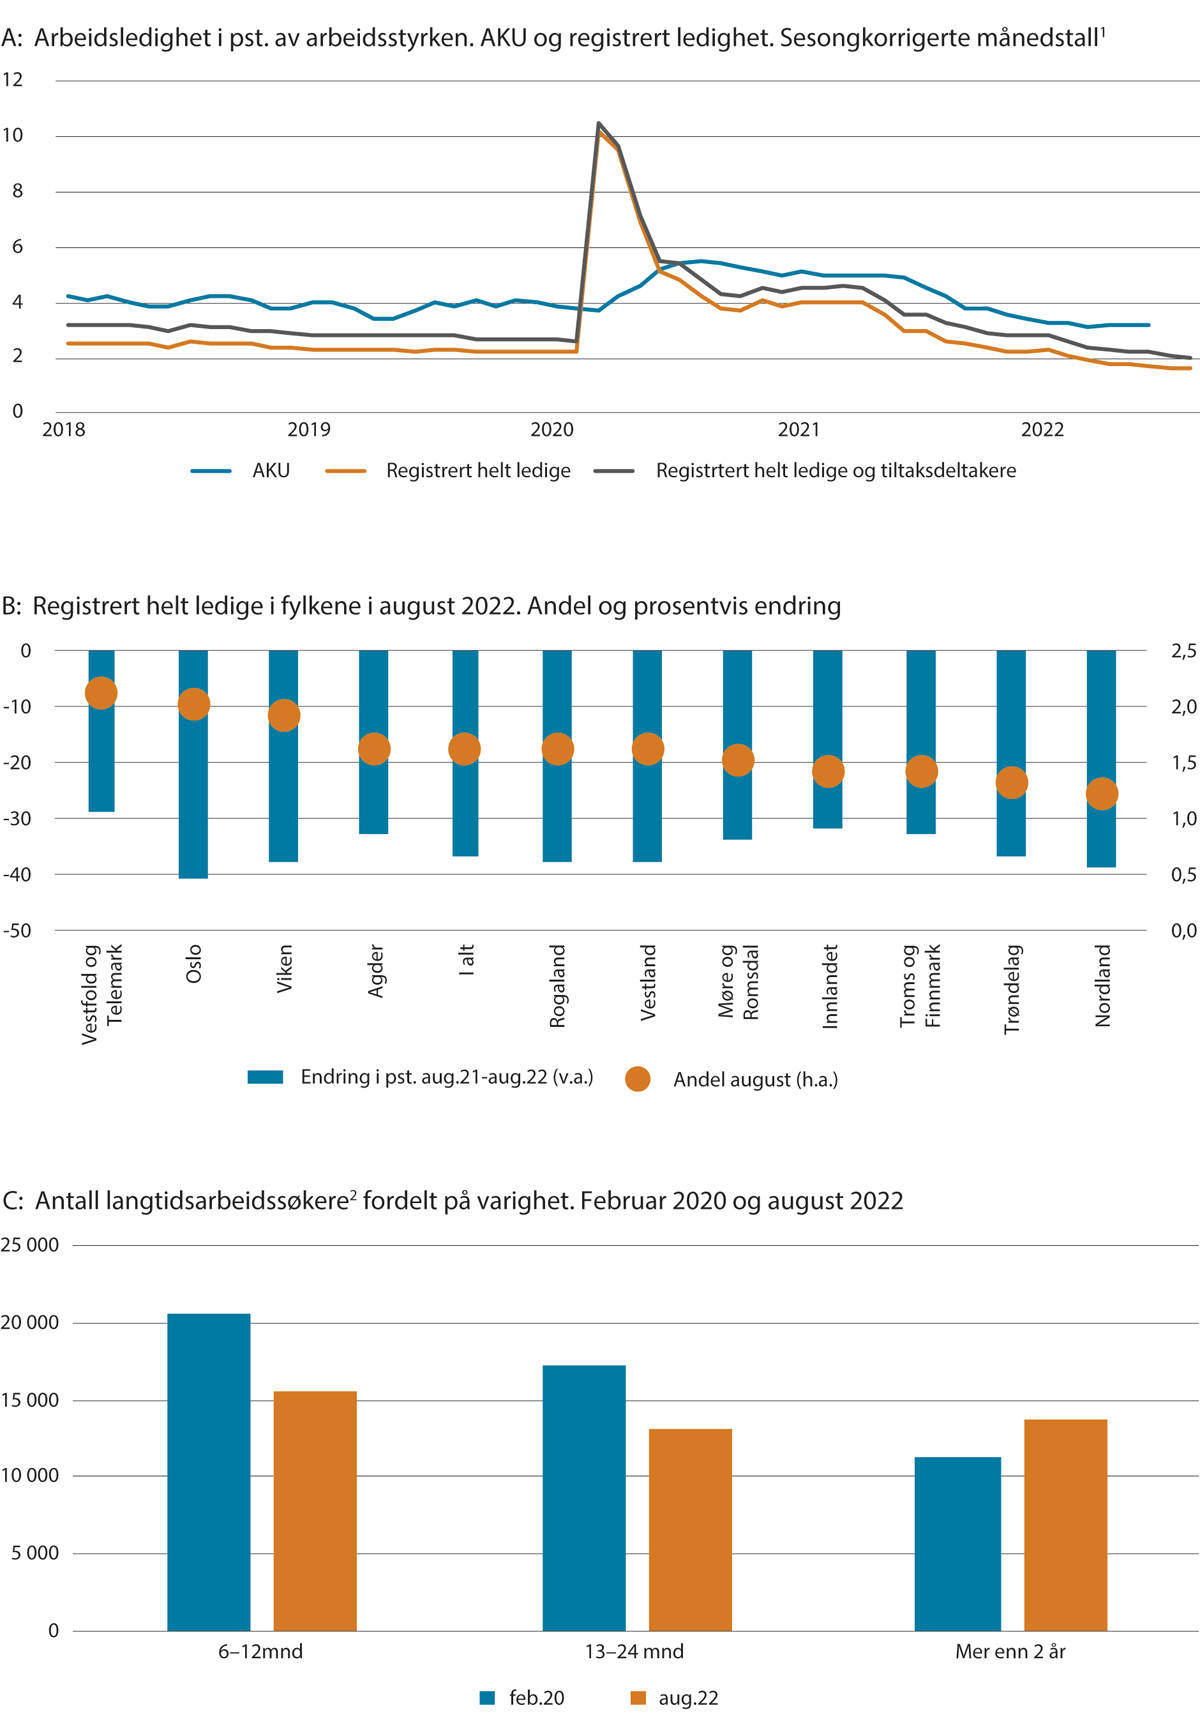 A: Arbeidsledighet i pst. av arbeidsstyrken. AKU og registrert ledighet. Sesongkorrigerte månedstall¹
12
10
8
6
4
2
0
2018 2019 2020 2021 2022
AKU Registrert helt ledige Registrtert helt ledige og tiltaksdeltakere
B: Registrert helt ledige i fylkene i august 2022. Andel og prosentvis endring
0 2,5
-10 2,0
-20 1,5
-30 1,0
-40 0,5
-50 0,0
Vestfold og
Telemark
Oslo
Viken
Agder
I alt
Rogaland
Vestland
Møre og
Romsdal
Innlandet
Troms og
Finnmark
Trøndelag
Nordland
Endring i pst. aug.21-aug.22 (v.a.) Andel august (h.a.)
C: Antall langtidsarbeidssøkere² fordelt på varighet. Februar 2020 og august 2022
25 000
20 000
15 000
10 000
5 000
0
6–12mnd 13–24 mnd Mer enn 2 år
feb.20 aug.22